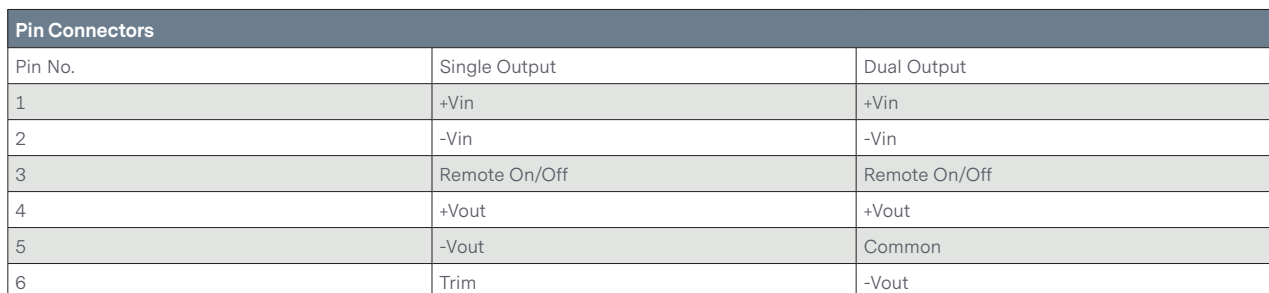 Pin Connectors
Pin No. Single Output Dual Output
1 +Vin +Vin
2 -Vin -Vin
3 Remote On/Off Remote On/Off
4 +Vout +Vout
5 -Vout Common
6 Trim -Vout